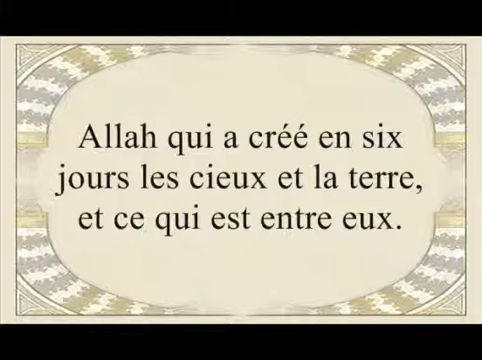 Allah qui a créé en six
jours les cieux et la terre,
et ce qui est entre eux.